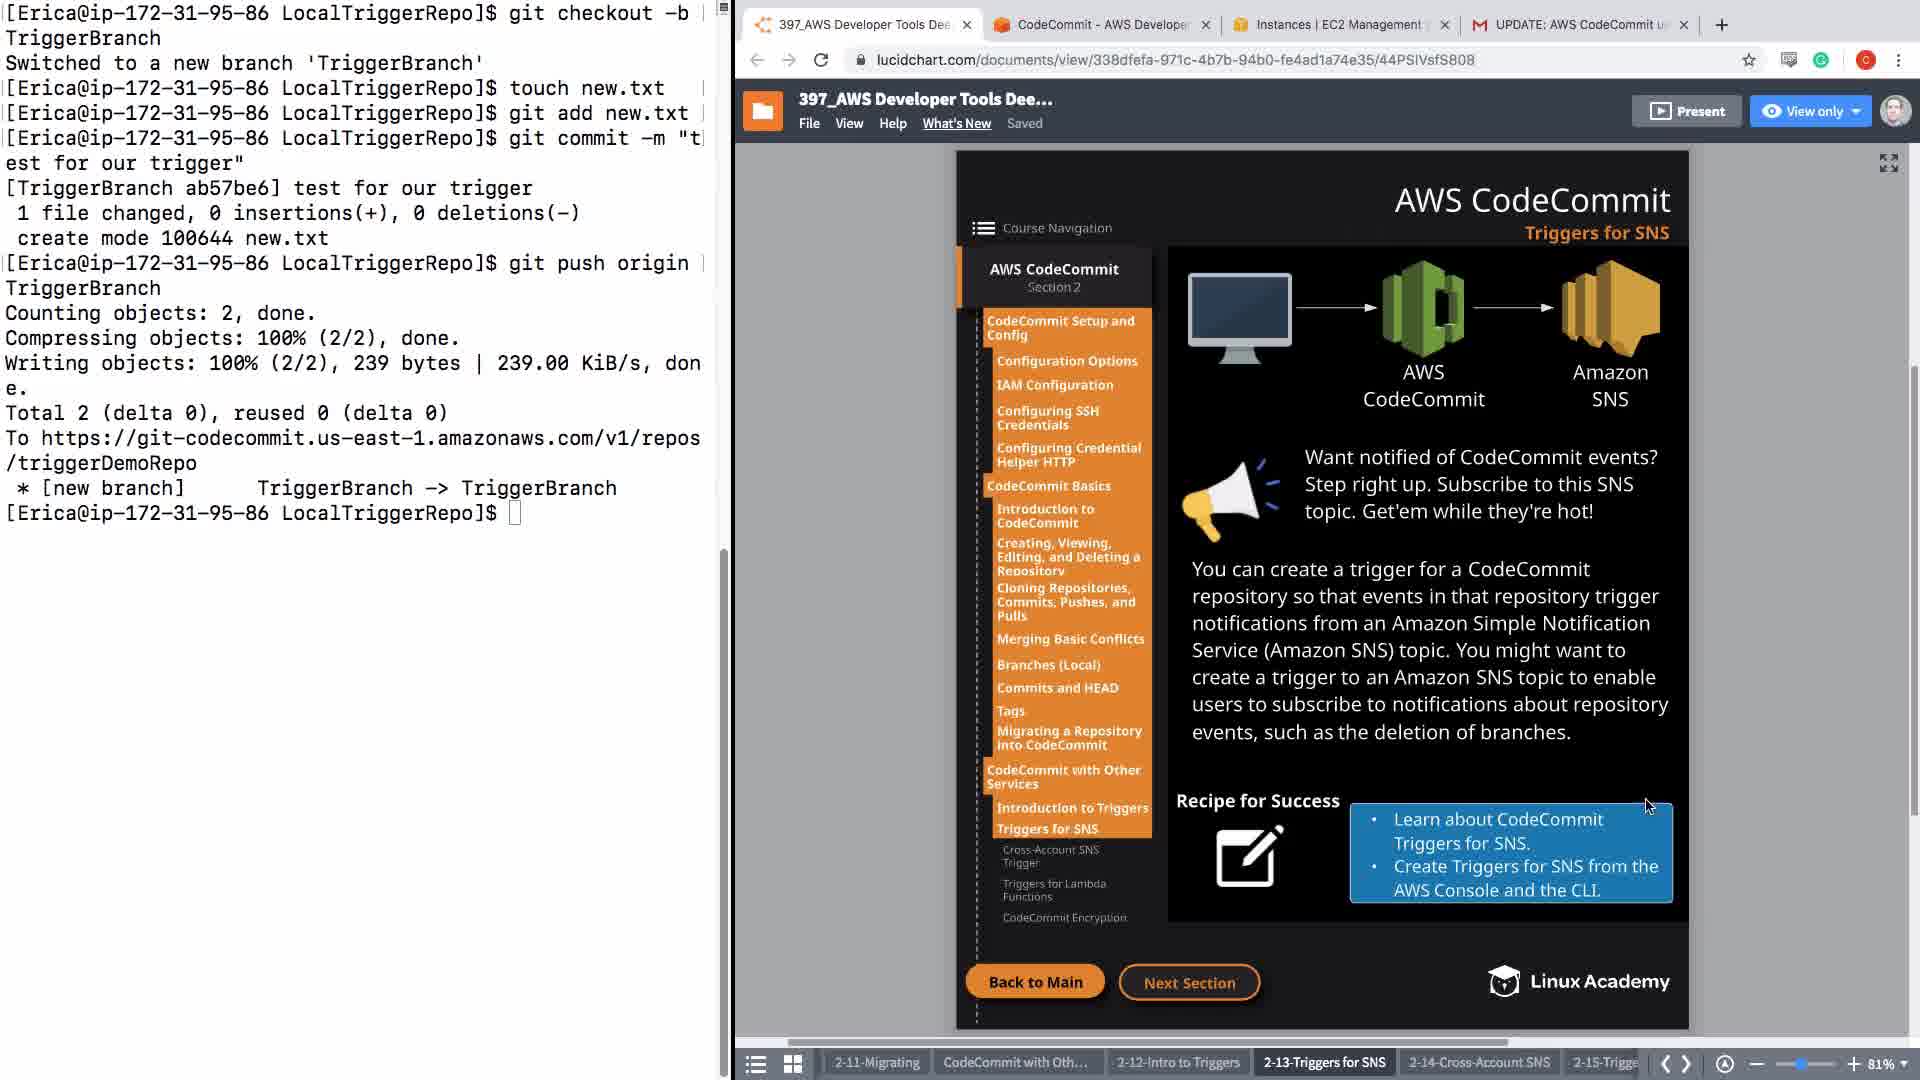 [Erica@ip-172-31-95-86 LocalTriggerRepo]$ git checkout -b
TriggerBranch
Switched to a new branch 'TriggerBranch'
[Erica@ip-172-31-95-86 LocalTriggerRepo]$ touch new.txt
[Erica@ip-172-31-95-86 LocalTriggerRepo]$ git add new.txt
[Erica@ip-172-31-95-86 LocalTriggerRepo]$ git commit -m "t
est for our trigger"
[TriggerBranch ab57be6] test for our trigger
1 file changed, 0 insertions(+), 0 deletions(-)
create mode 100644 new.txt
[Erica@ip-172-31-95-86 LocalTriggerRepo]$ git push origin
TriggerBranch
Counting objects: 2, done.
Compressing objects: 100% (2/2), done.
Writing objects: 100% (2/2), 239 bytes | 239.00 KiB/s, don
e.
Total 2 (delta 0), reused 0 (delta 0)
To https://git-codecommit.us-east-1.amazonaws.com/v1/repos
/triggerDemoRepo
* [new branch] TriggerBranch -> TriggerBranch
[Erica@ip-172-31-95-86 LocalTriggerRepo]$
397_AWS Developer Tools Dee
CodeCommit - AWS Developer
Instances | EC2 Management
UPDATE: AWS CodeCommit u
lucidchart.com/documents/view/338dfefa-971c-4b7b-94b0-fe4ad1a74e35/44PSIVsfS808
C
397_AWS Developer Tools Dee...
File View Help What's New Saved
Present
View only
AWS CodeCommit
Triggers for SNS
Course Navigation
AWS CodeCommit
Section 2
CodeCommit Setup and
Config
Configuration Options
IAM Configuration
Configuring SSH
Credentials
Configuring Credential
Helper HTTP
CodeCommit Basics
Introduction to
CodeCommit
Creating, Viewing,
Editing, and Deleting a
Repository
Cloning Repositories,
Commits, Pushes, and
Pulls
Merging Basic Conflicts
Branches (Local)
Commits and HEAD
Tags
Migrating a Repository
into CodeCommit
CodeCommit with Other
Services
Introduction to Triggers
Triggers for SNS
Cross-Account SNS
Trigger
Triggers for Lambda
Functions
CodeCommit Encryption
AWS
CodeCommit
Amazon
SNS
Want notified of CodeCommit events?
Step right up. Subscribe to this SNS
topic. Get'em while they're hot!
You can create a trigger for a CodeCommit
repository so that events in that repository trigger
notifications from an Amazon Simple Notification
Service (Amazon SNS) topic. You might want to
create a trigger to an Amazon SNS topic to enable
users to subscribe to notifications about repository
events, such as the deletion of branches.
Recipe for Success
• Learn about CodeCommit
Triggers for SNS.
• Create Triggers for SNS from the
AWS Console and the CLI.
Back to Main
Next Section
Linux Academy
2-11-Migrating
CodeCommit with Oth...
2-12-Intro to Triggers
2-13-Triggers for SNS
2-14-Cross-Account SNS
2-15-Trigge
81%